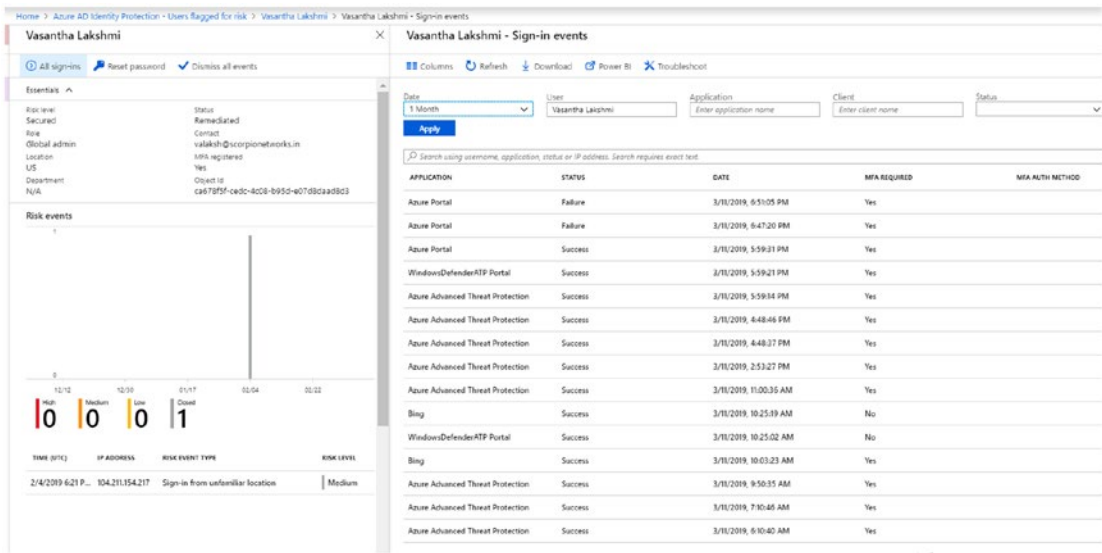 Home > Azure AD Identity Protection - Users flagged for risk > Vasantha Lakshmi > Vasantha Lakshmi - Sign-in events
Vasantha Lakshmi
All sign-ins Reset password Dismiss all events
Essentials
Risk level Status
Secured Remediated
Role Contact
Global admin valaksh@scorpionetworks.in
Location MFA registered
US Yes
Department Object Id
N/A ca678f5f-cedc-4c08-b95d-e07d8daad8d3
Risk events
1
0
12/12 12/30 01/17 02/04 02/22
High Medium Low Closed
0 0 0 1
TIME (UTC) IP ADDRESS RISK EVENT TYPE RISK LEVEL
2/4/2019 6:21 P... 104.211.154.217 Sign-in from unfamiliar location Medium
Vasantha Lakshmi - Sign-in events
Columns Refresh Download Power BI Troubleshoot
Date User Application Client Status
1 Month Vasantha Lakshmi Enter application name Enter client name
Apply
Search using username, application, status or IP address. Search requires exact text.
APPLICATION STATUS DATE MFA REQUIRED MFA AUTH METHOD
Azure Portal Failure 3/11/2019, 6:51:05 PM Yes
Azure Portal Failure 3/11/2019, 6:47:20 PM Yes
Azure Portal Success 3/11/2019, 5:59:31 PM Yes
WindowsDefenderATP Portal Success 3/11/2019, 5:59:21 PM Yes
Azure Advanced Threat Protection Success 3/11/2019, 5:59:14 PM Yes
Azure Advanced Threat Protection Success 3/11/2019, 4:48:46 PM Yes
Azure Advanced Threat Protection Success 3/11/2019, 4:48:37 PM Yes
Azure Advanced Threat Protection Success 3/11/2019, 2:53:27 PM Yes
Azure Advanced Threat Protection Success 3/11/2019, 11:00:36 AM Yes
Bing Success 3/11/2019, 10:25:19 AM No
WindowsDefenderATP Portal Success 3/11/2019, 10:25:02 AM No
Bing Success 3/11/2019, 10:03:23 AM Yes
Azure Advanced Threat Protection Success 3/11/2019, 9:50:35 AM Yes
Azure Advanced Threat Protection Success 3/11/2019, 7:10:46 AM Yes
Azure Advanced Threat Protection Success 3/11/2019, 6:10:40 AM Yes